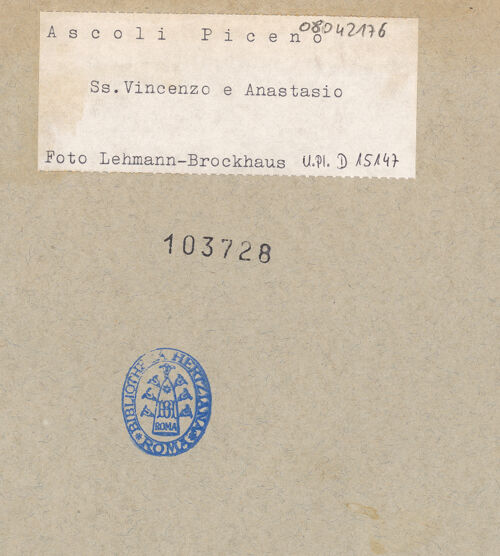 Ascoli Piceno
08042176
Ss.Vincenzo e Anastasio
Foto Lehmann-Brockhaus U.Pl. D 15147
103728
BIBLIOTHECA HERTZIANA
ROMA
ROMA